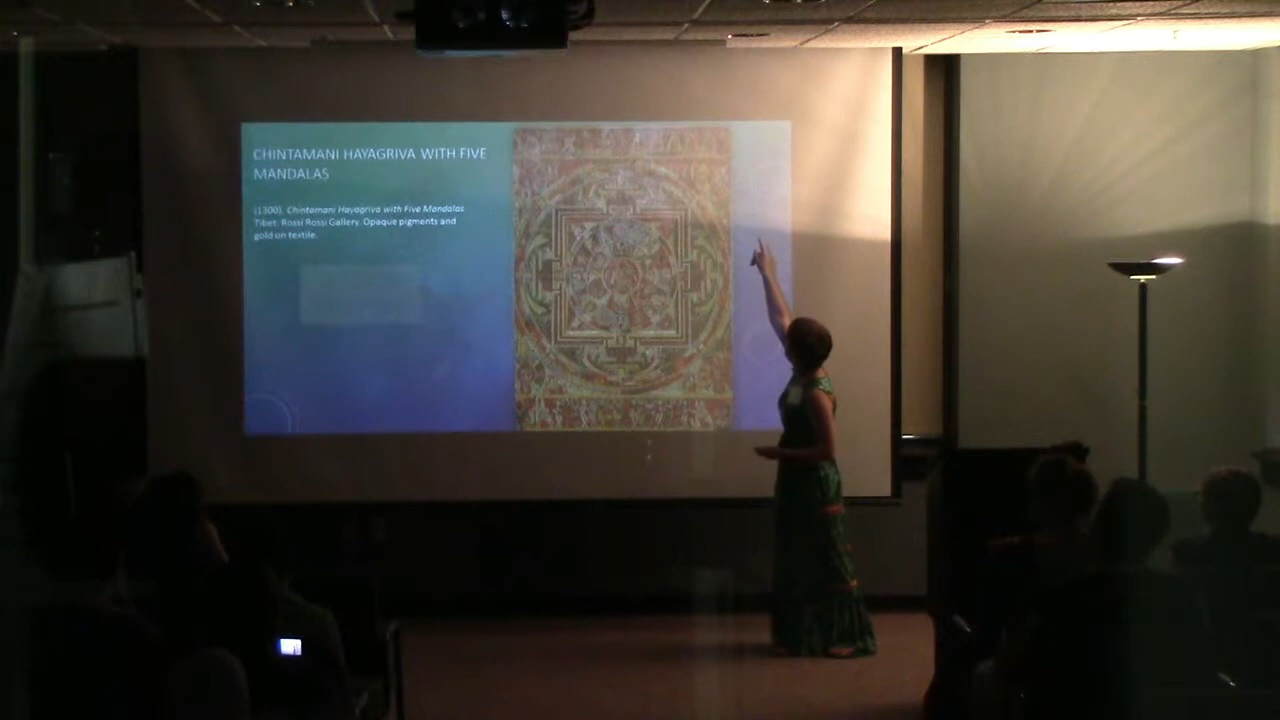 CHINTAMANI HAYAGRIVA WITH FIVE
MANDALAS
(1300). Chintamani Hayagriva with Five Mandalas
Tibet. Rossi Rossi Gallery. Opaque pigments and
gold on textile.